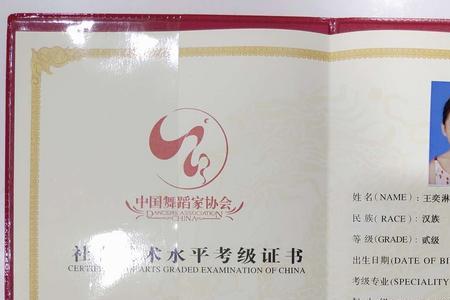 中国舞蹈家协会
DANCERS ASSOCIATION
CHINA
社 术水平考级证书
ARTS GRADED EXAMINATION OF CHINA
姓名(NAME):王奕琳
民族(RACE):汉族
等级(GRADE):贰级
出生日期(DATE OF BI
考级专业(SPECIALITY